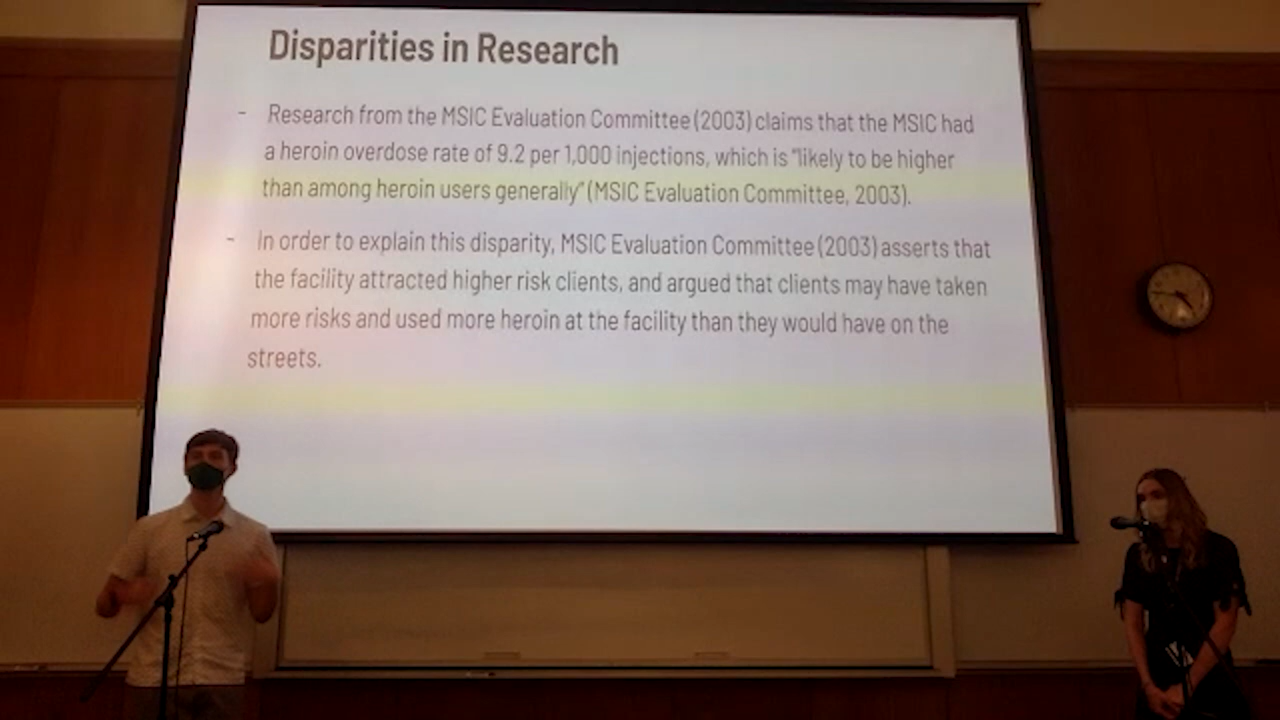 Disparities in Research
- Research from the MSIC Evaluation Committee (2003) claims that the MSIC had
a heroin overdose rate of 9.2 per 1,000 injections, which is "likely to be higher
than among heroin users generally" (MSIC Evaluation Committee, 2003).
- In order to explain this disparity, MSIC Evaluation Committee (2003) asserts that
the facility attracted higher risk clients, and argued that clients may have taken
more risks and used more heroin at the facility than they would have on the
streets.